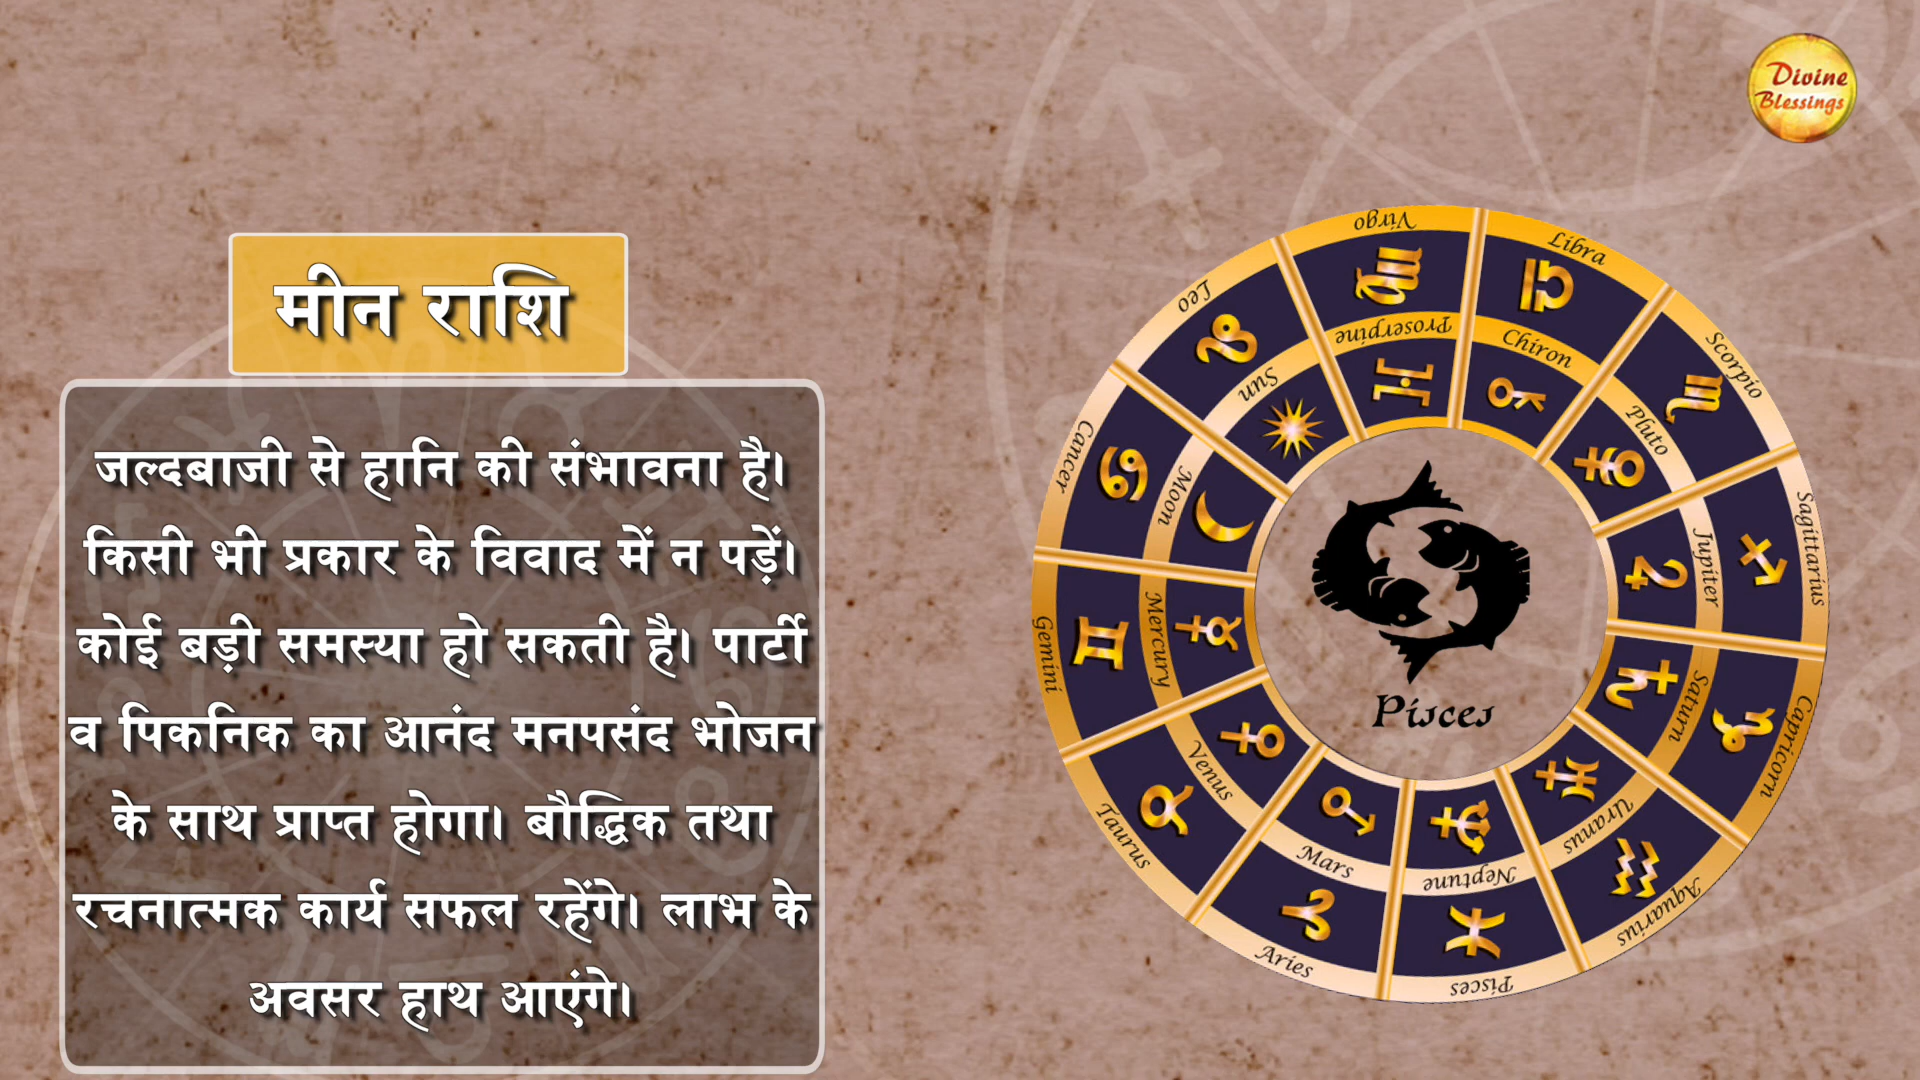 Divine
Blessings
मीन राशि
जल्दबाजी से हानि की संभावना है।
किसी भी प्रकार के विवाद में न पड़ें।
कोई बड़ी समस्या हो सकती है। पार्टी
व पिकनिक का आनंद मनपसंद भोजन
के साथ प्राप्त होगा। बौद्धिक तथा
रचनात्मक कार्य सफल रहेंगे। लाभ के
अवसर हाथ आएंगे।
Virgo
Libra
Scorpio
Sagittarius
Capricorn
Aquarius
Pisces
Aries
Taurus
Gemini
Cancer
Leo
Proserpine
Chiron
Pluto
Jupiter
Saturn
Uranus
Neptune
Mars
Venus
Mercury
Moon
Sun
Pisces